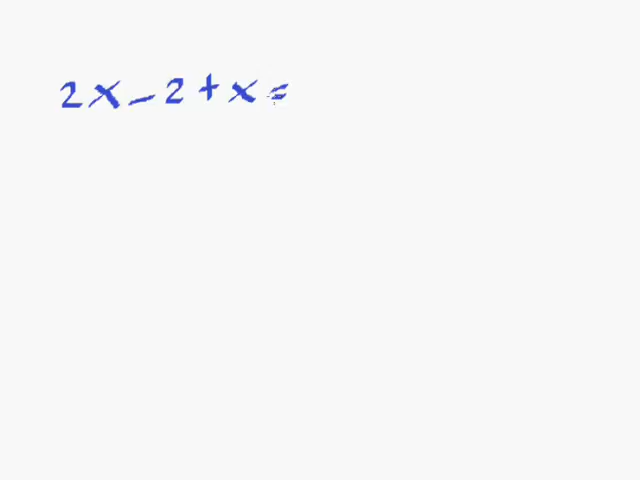 2x - 2 + x =